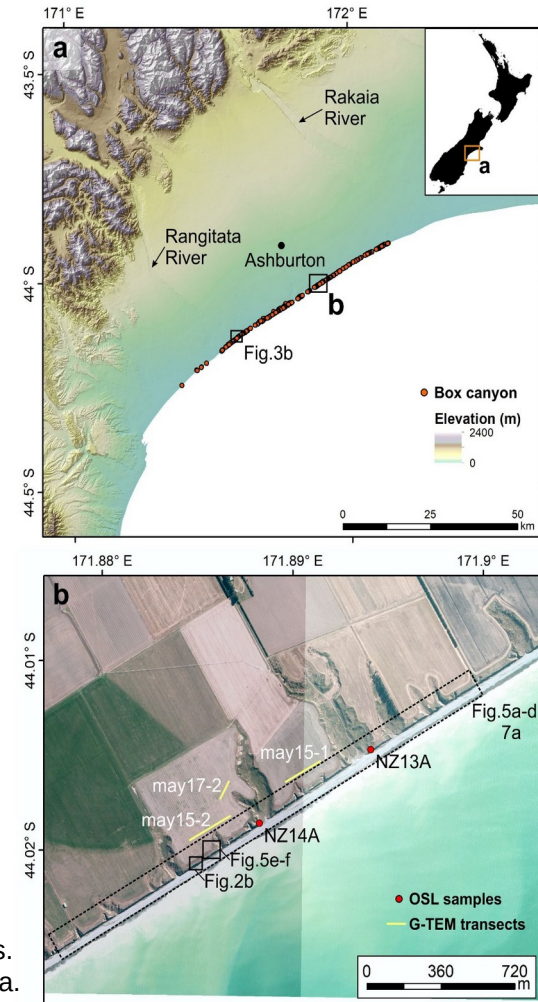 171° E
172° E
a
43.5° S
Rakaia
River
a
Rangitata
River
Ashburton
44° S
b
Fig.3b
Box canyon
Elevation (m)
2400
0
44.5° S
0 25 50
km
171.88° E
171.89° E
171.9° E
b
44.01° S
Fig.5a-d
7a
may15-1
NZ13A
may17-2
may15-2
NZ14A
44.02° S
Fig.5e-f
Fig.2b
OSL samples
G-TEM transects
s.
a.
0 360 720
m